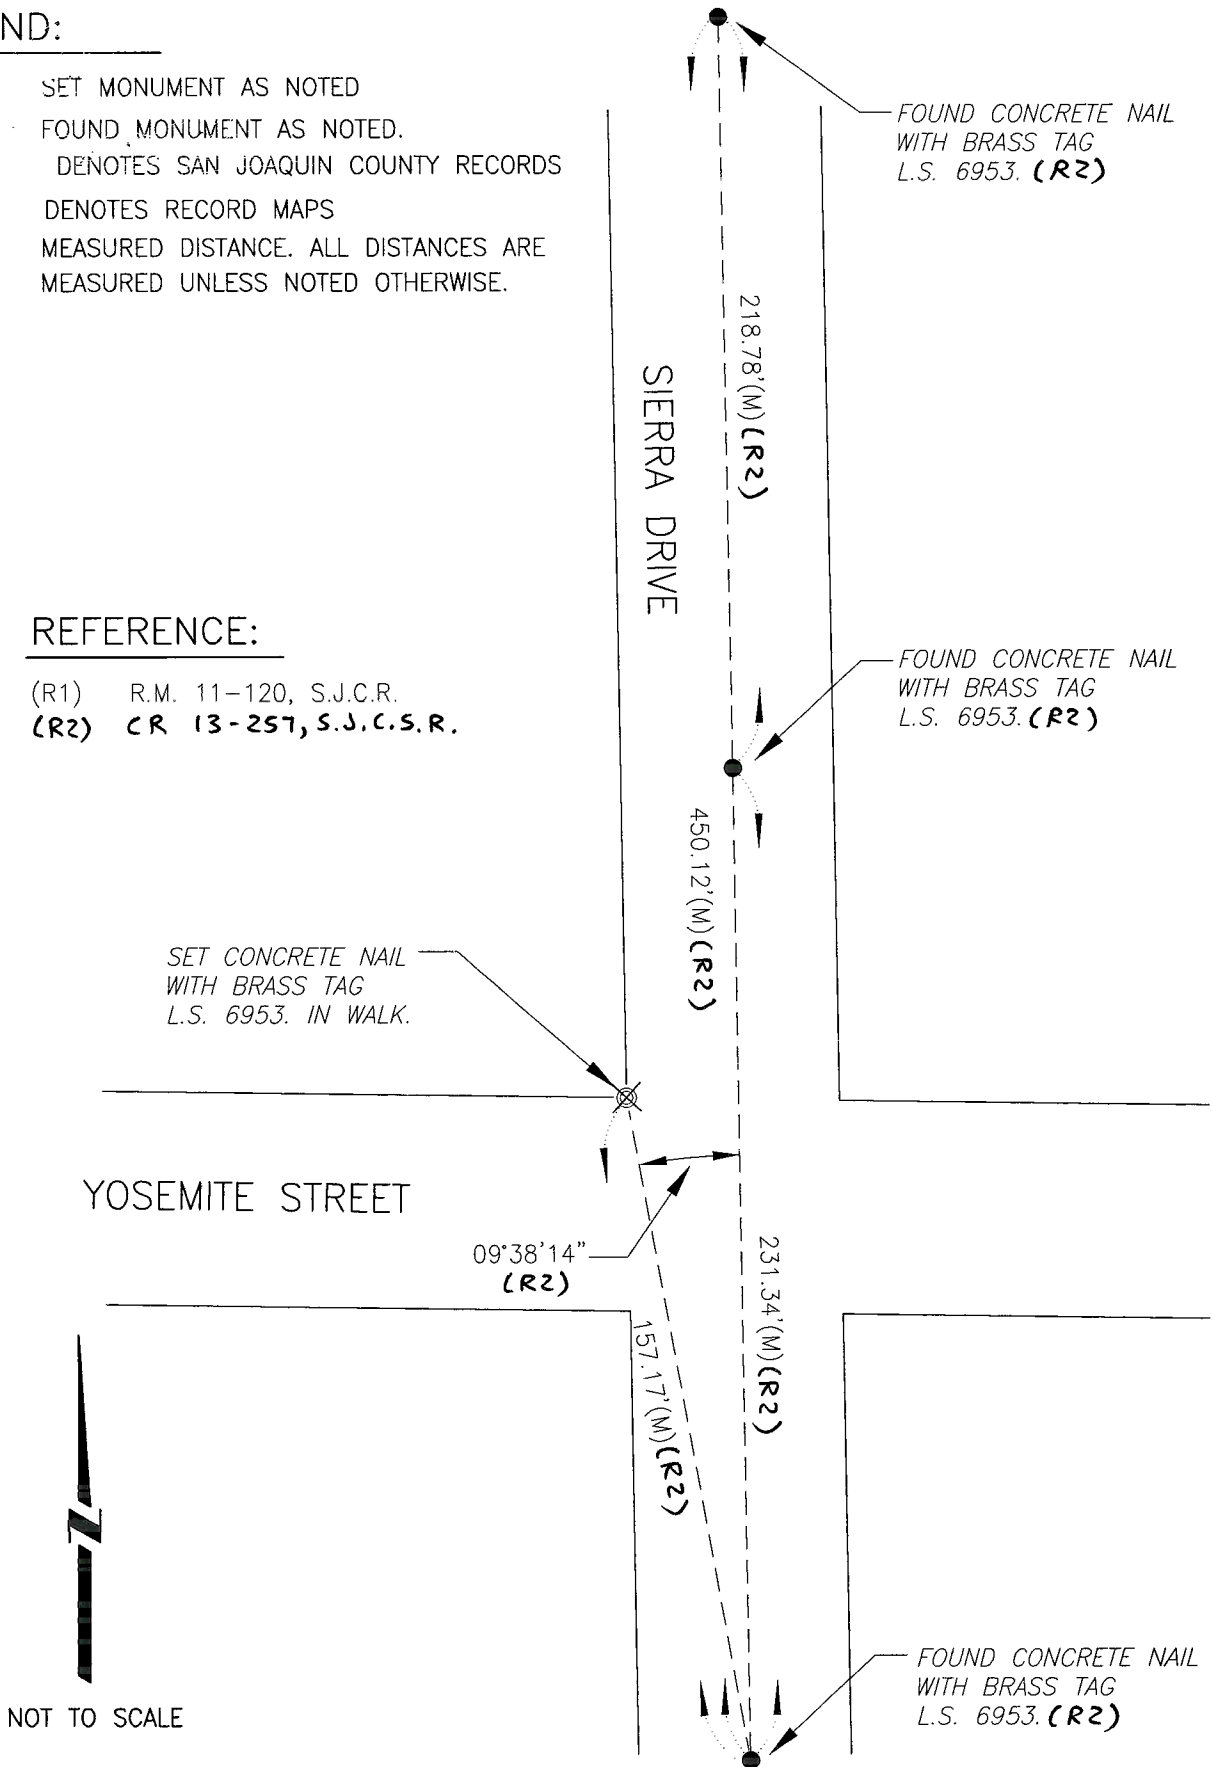 ND:
SET MONUMENT AS NOTED
FOUND MONUMENT AS NOTED.
DENOTES SAN JOAQUIN COUNTY RECORDS
DENOTES RECORD MAPS
MEASURED DISTANCE. ALL DISTANCES ARE
MEASURED UNLESS NOTED OTHERWISE.
FOUND CONCRETE NAIL
WITH BRASS TAG
L.S. 6953. (R2)
218.78'(M)(R2)
SIERRA DRIVE
REFERENCE:
(R1) R.M. 11-120, S.J.C.R.
(R2) CR 13-257, S.J.C.S.R.
FOUND CONCRETE NAIL
WITH BRASS TAG
L.S. 6953. (R2)
450.12'(M)(R2)
SET CONCRETE NAIL
WITH BRASS TAG
L.S. 6953. IN WALK.
YOSEMITE STREET
09°38'14"
(R2)
231.34'(M)(R2)
157.17'(M)(R2)
N
NOT TO SCALE
FOUND CONCRETE NAIL
WITH BRASS TAG
L.S. 6953. (R2)